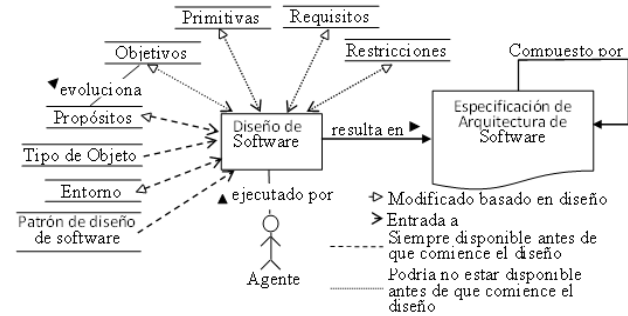 Primitivas
Requisitos
Objetivos
Restricciones
Compuesto por
evoluciona
Propósitos
Diseño de
Software
resulta en
Especificación de
Arquitectura de
Software
Tipo de Objeto
Entorno
ejecutado por
Patrón de diseño
de software
Agente
Modificado basado en diseño
Entrada a
Siempre disponible antes de
que comience el diseño
Podría no estar disponible
antes de que comience el
diseño